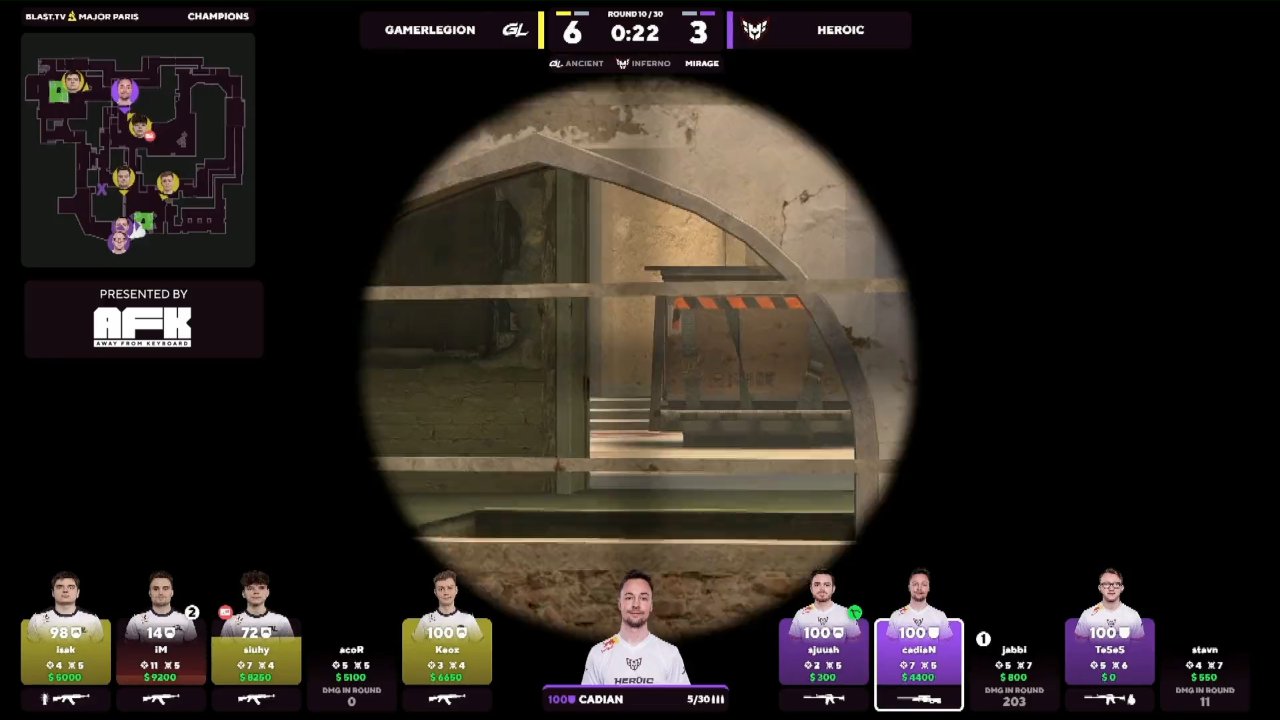 BLAST.TV MAJOR PARIS CHAMPIONS
GAMERLEGION GL 6 ROUND 10 / 30 0:22 3 HEROIC
GL ANCIENT INFERNO MIRAGE
PRESENTED BY
AFK
AWAY FROM KEYBOARD
98 14 2 72 100 100 100 1 100
isak iM siuhy acoR Keoz sjuush cadiaN jabbi TeSeS stavn
4 5 11 5 7 4 5 5 3 4 2 5 7 5 5 7 5 6 4 7
$ 5000 $ 9200 $ 8250 $ 5100 $ 6650 $ 300 $ 4400 $ 800 $ 0 $ 550
DMG IN ROUND DMG IN ROUND DMG IN ROUND
0 203 11
HEROIC
100 CADIAN 5/30